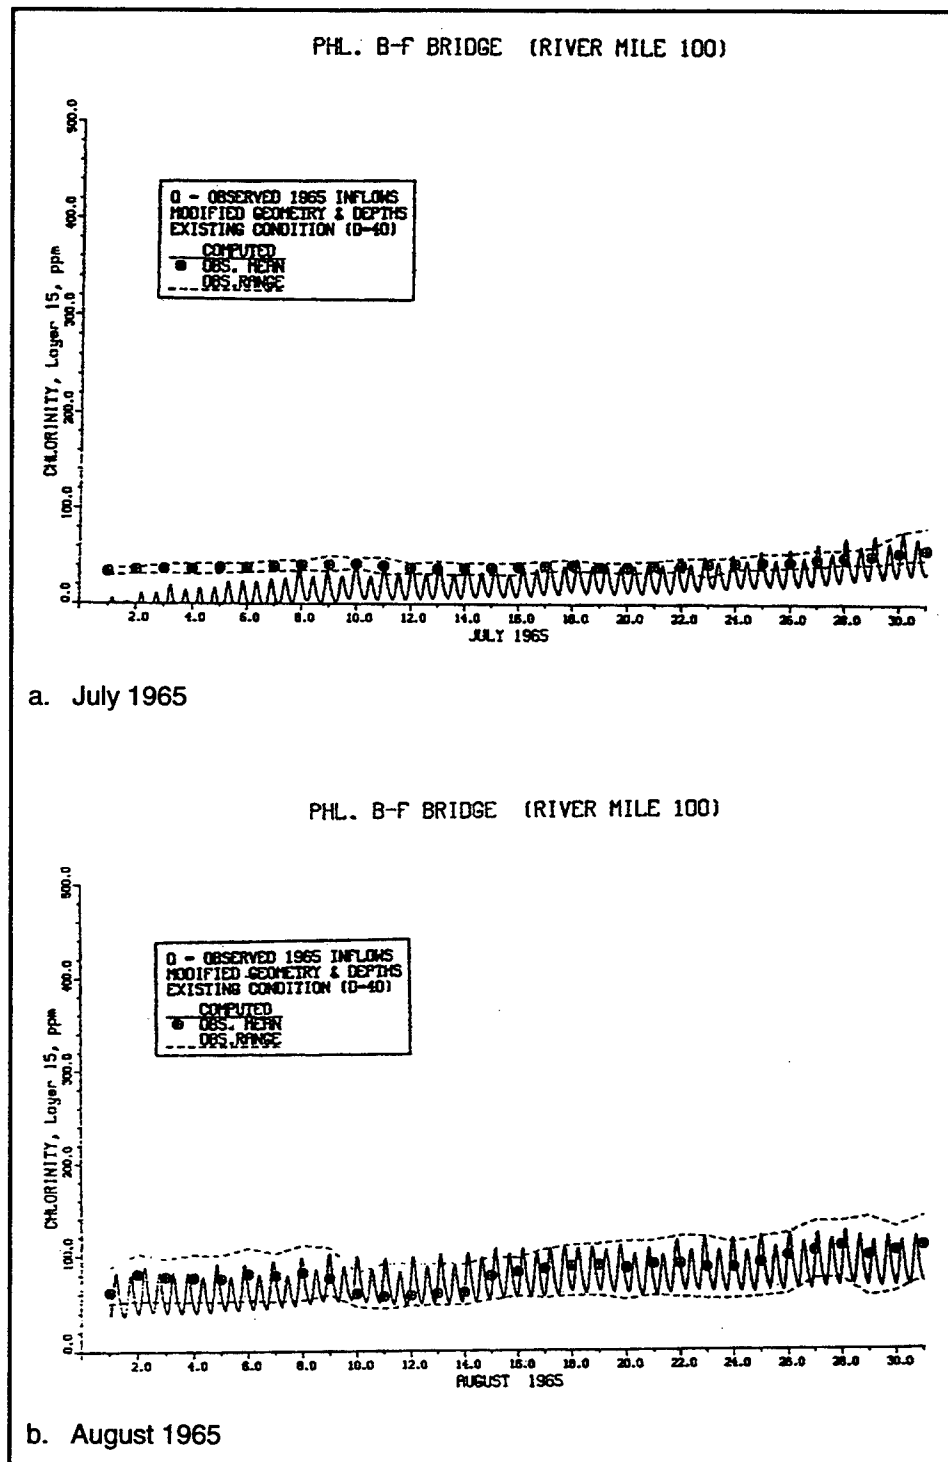 PHL. B-F BRIDGE (RIVER MILE 100)
CHLORINITY, Layer 15, ppm
500.0
400.0
300.0
200.0
100.0
0.0
Q - OBSERVED 1965 INFLOWS
MODIFIED GEOMETRY & DEPTHS
EXISTING CONDITION (D-40)
COMPUTED
OBS. MEAN
OBS.RANGE
2.0 4.0 6.0 8.0 10.0 12.0 14.0 16.0 18.0 20.0 22.0 24.0 26.0 28.0 30.0
JULY 1965
a. July 1965
PHL. B-F BRIDGE (RIVER MILE 100)
CHLORINITY, Layer 15, ppm
500.0
400.0
300.0
200.0
100.0
0.0
Q - OBSERVED 1965 INFLOWS
MODIFIED GEOMETRY & DEPTHS
EXISTING CONDITION (D-40)
COMPUTED
OBS. MEAN
OBS.RANGE
2.0 4.0 6.0 8.0 10.0 12.0 14.0 16.0 18.0 20.0 22.0 24.0 26.0 28.0 30.0
AUGUST 1965
b. August 1965